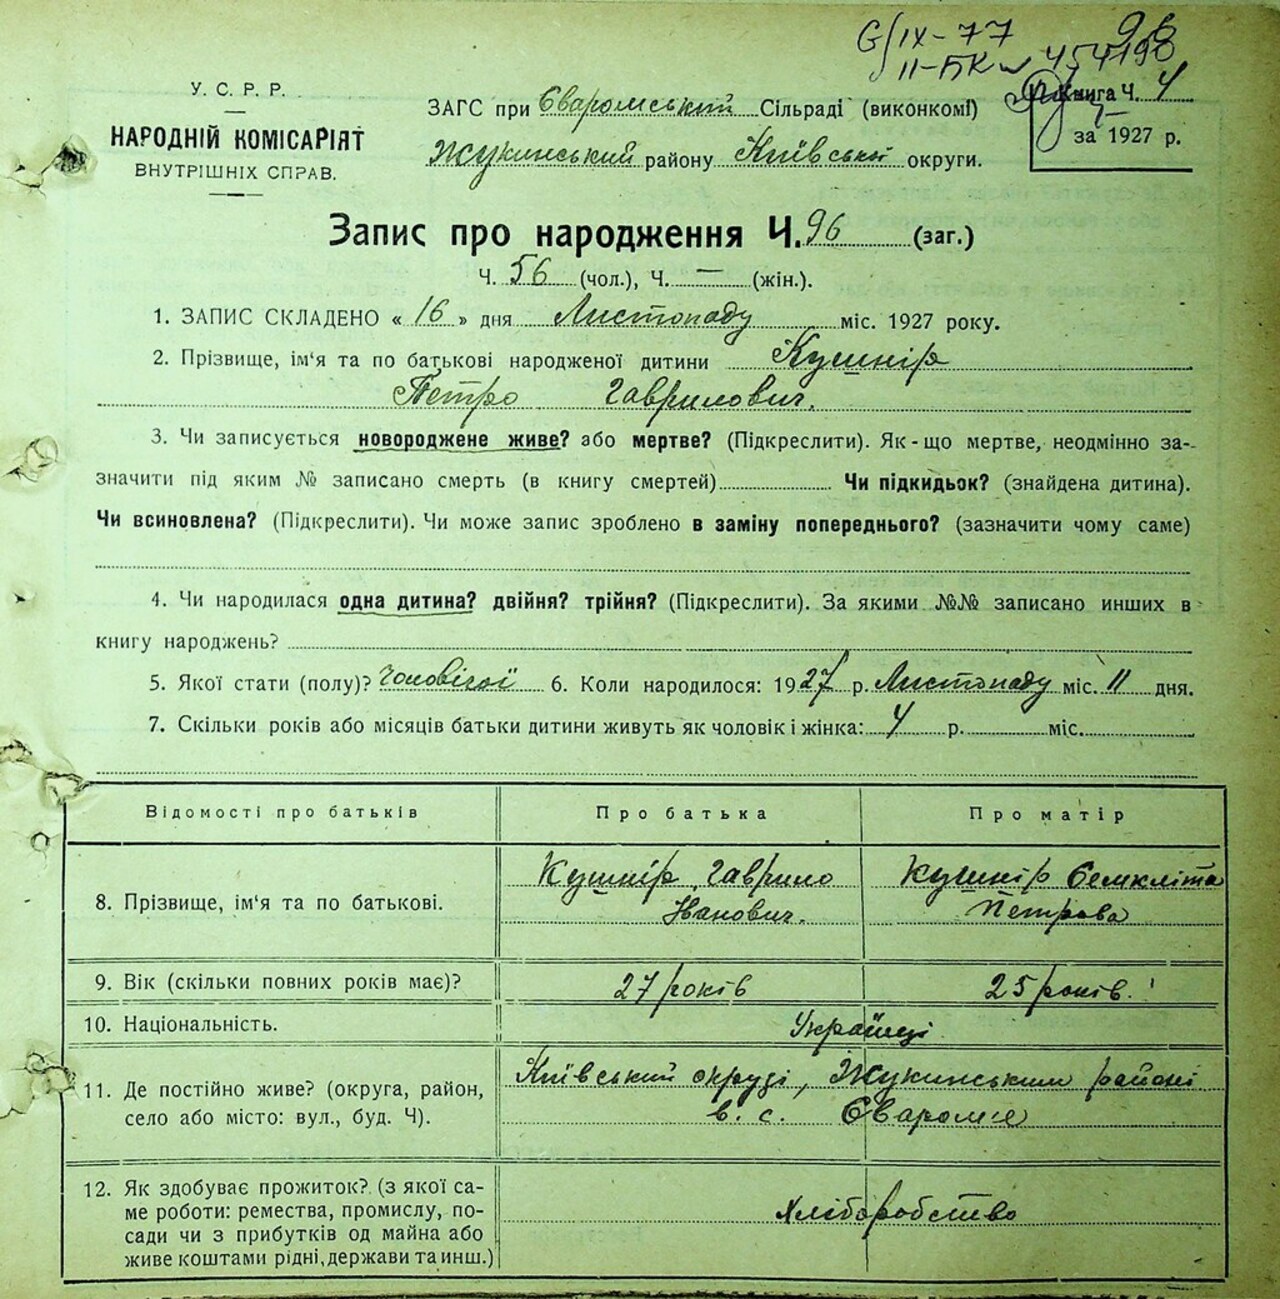 G/IX-77 96
II-БК № 454198
У. С. Р. Р.
НАРОДНІЙ КОМІСАРІЯТ
ВНУТРІШНІХ СПРАВ.
ЗАГС при Єваромський Сільраді (виконкомі)
Жукинський району Київської округи.
Книга Ч. 4
за 1927 р.
Запис про народження Ч. 96 (заг.)
Ч. 56 (чол.), Ч. — (жін.).
1. ЗАПИС СКЛАДЕНО « 16 » дня Листопаду міс. 1927 року.
2. Прізвище, ім'я та по батькові народженої дитини Кушнір
Петро Гаврилович.
3. Чи записується новороджене живе? або мертве? (Підкреслити). Як-що мертве, неодмінно за-
значити під яким № записано смерть (в книгу смертей) Чи підкидьок? (знайдена дитина).
Чи всиновлена? (Підкреслити). Чи може запис зроблено в заміну попереднього? (зазначити чому саме)
4. Чи народилася одна дитина? двійня? трійня? (Підкреслити). За якими №№ записано инших в
книгу народжень?
5. Якої стати (полу)? Чоловічої 6. Коли народилося: 1927 р. Листопаду міс. 11 дня.
7. Скільки років або місяців батьки дитини живуть як чоловік і жінка: 4 р. міс.
Відомості про батьків Про батька Про матір
8. Прізвище, ім'я та по батькові. Кушнір Гаврило Іванович. Кушнір Семкліта Петрова
9. Вік (скільки повних років має)? 27 років 25 років.
10. Національність. Українці
11. Де постійно живе? (округа, район,
село або місто: вул., буд. Ч).
Київський окрузі, Жукинським районі
в. с. Єваром'є
12. Як здобуває прожиток? (з якої са-
ме роботи: ремества, промислу, по-
сади чи з прибутків од майна або
живе коштами рідні, держави та инш.)
Хліборобство